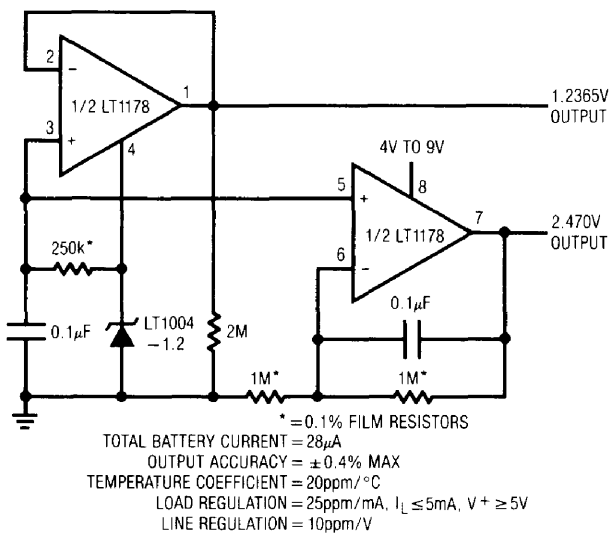 2
−
1
1/2 LT1178
1.2365V
OUTPUT
3
+
4
4V TO 9V
8
5
+
7
2.470V
OUTPUT
1/2 LT1178
6
−
250k*
0.1µF
0.1µF
LT1004
−1.2
2M
1M*
1M*
* = 0.1% FILM RESISTORS
TOTAL BATTERY CURRENT = 28µA
OUTPUT ACCURACY = ±0.4% MAX
TEMPERATURE COEFFICIENT = 20ppm/°C
LOAD REGULATION = 25ppm/mA, IL ≤ 5mA, V+ ≥ 5V
LINE REGULATION = 10ppm/V